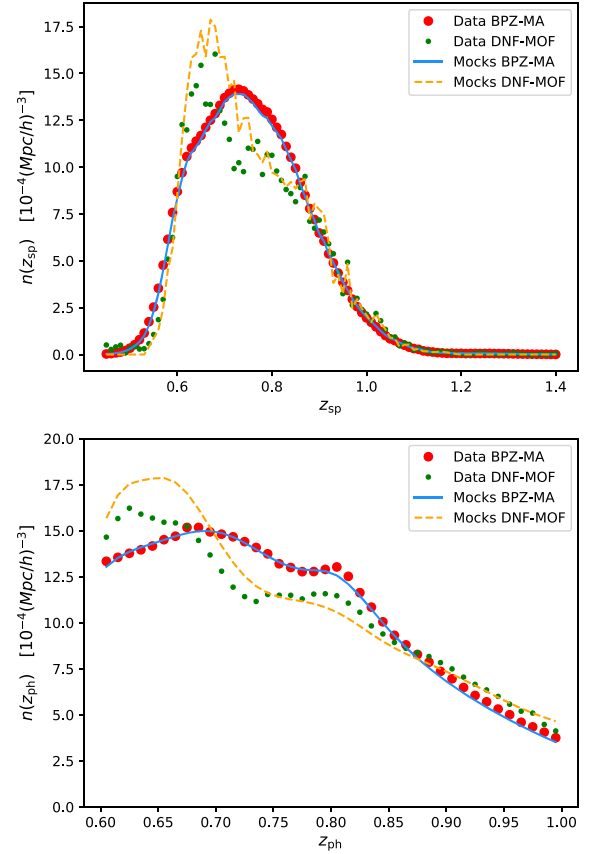 17.5
15.0
12.5
10.0
7.5
5.0
2.5
0.0
n(z_sp) [10^−4(Mpc/h)^−3]
Data BPZ-MA
Data DNF-MOF
Mocks BPZ-MA
Mocks DNF-MOF
0.6 0.8 1.0 1.2 1.4
z_sp
20.0
17.5
15.0
12.5
10.0
7.5
5.0
2.5
0.0
n(z_ph) [10^−4(Mpc/h)^−3]
Data BPZ-MA
Data DNF-MOF
Mocks BPZ-MA
Mocks DNF-MOF
0.60 0.65 0.70 0.75 0.80 0.85 0.90 0.95 1.00
z_ph